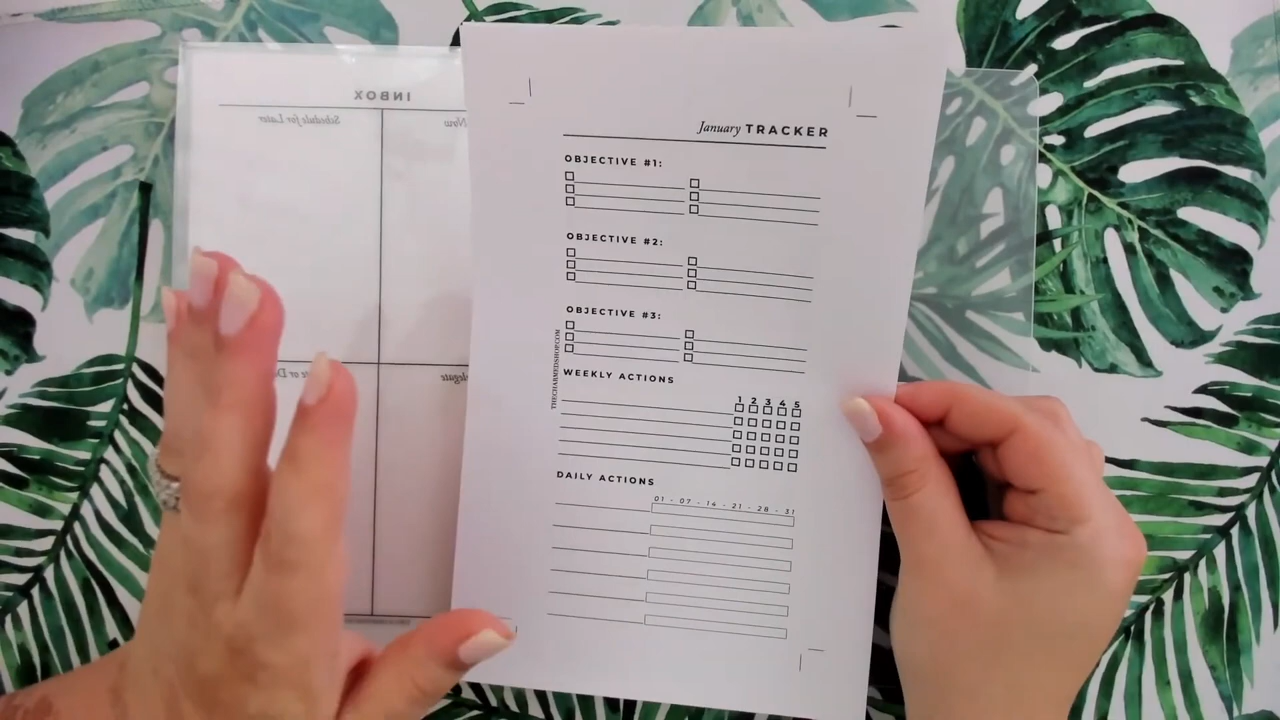 INBOX
Schedule for Later
Now
January TRACKER
OBJECTIVE #1:
OBJECTIVE #2:
OBJECTIVE #3:
THECHARMEDSHOP.COM
WEEKLY ACTIONS
1 2 3 4 5
DAILY ACTIONS
01 - 07 - 14 - 21 - 28 - 31